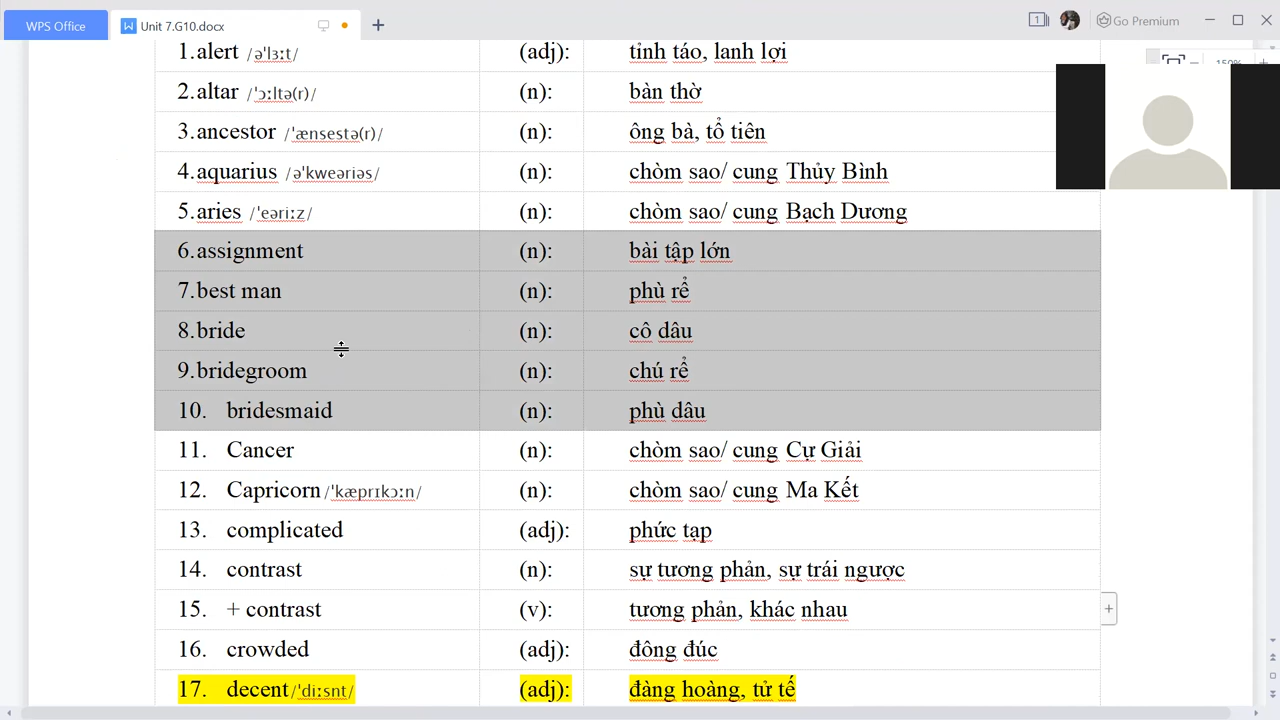 WPS Office
Unit 7.G10.docx
Go Premium
1.alert /əˈlɜːt/ (adj): tỉnh táo, lanh lợi
2.altar /ˈɔːltə(r)/ (n): bàn thờ
3.ancestor /ˈænsestə(r)/ (n): ông bà, tổ tiên
4.aquarius /əˈkweəriəs/ (n): chòm sao/ cung Thủy Bình
5.aries /ˈeəriːz/ (n): chòm sao/ cung Bạch Dương
6.assignment (n): bài tập lớn
7.best man (n): phù rể
8.bride (n): cô dâu
9.bridegroom (n): chú rể
10. bridesmaid (n): phù dâu
11. Cancer (n): chòm sao/ cung Cự Giải
12. Capricorn /ˈkæprɪkɔːn/ (n): chòm sao/ cung Ma Kết
13. complicated (adj): phức tạp
14. contrast (n): sự tương phản, sự trái ngược
15. + contrast (v): tương phản, khác nhau
16. crowded (adj): đông đúc
17. decent/ˈdiːsnt/ (adj): đàng hoàng, tử tế